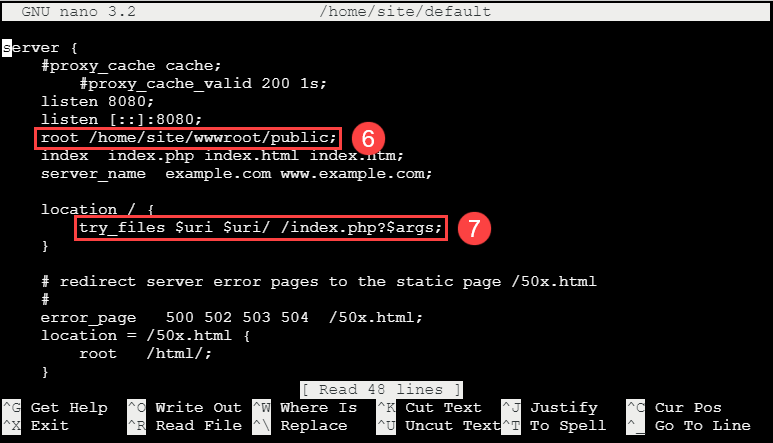 GNU nano 3.2 /home/site/default
server {
    #proxy_cache cache;
        #proxy_cache_valid 200 1s;
    listen 8080;
    listen [::]:8080;
    root /home/site/wwwroot/public; 6
    index  index.php index.html index.htm;
    server_name  example.com www.example.com;
    location / {
        try_files $uri $uri/ /index.php?$args; 7
    }
    # redirect server error pages to the static page /50x.html
    #
    error_page   500 502 503 504  /50x.html;
    location = /50x.html {
        root   /html/;
    }
[ Read 48 lines ]
^G Get Help ^O Write Out ^W Where Is ^K Cut Text ^J Justify ^C Cur Pos
^X Exit ^R Read File ^\ Replace ^U Uncut Text ^T To Spell ^_ Go To Line